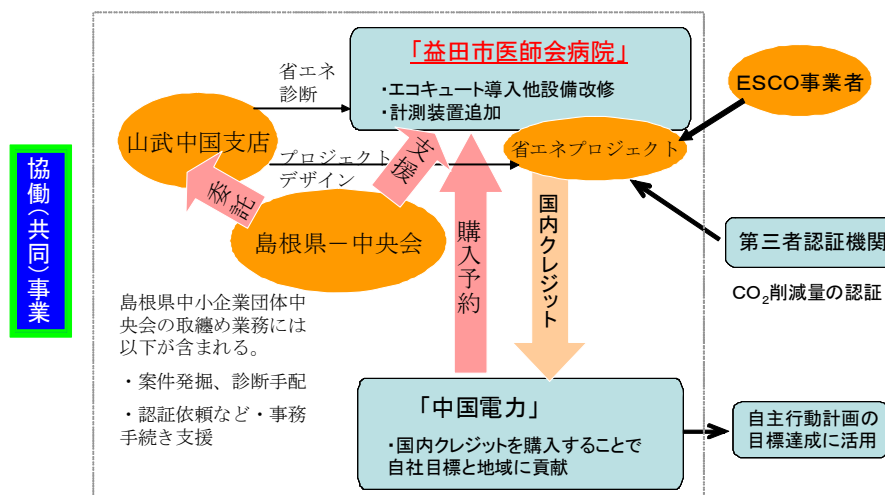 協働(共同)事業
「益田市医師会病院」
・エコキュート導入他設備改修
・計測装置追加
ESCO事業者
省エネ
診断
山武中国支店
プロジェクト
デザイン
支援
省エネプロジェクト
委託
島根県－中央会
購入予約
国内クレジット
第三者認証機関
CO₂削減量の認証
島根県中小企業団体中
央会の取纏め業務には
以下が含まれる。
・案件発掘、診断手配
・認証依頼など・事務
手続き支援
「中国電力」
・国内クレジットを購入することで
自社目標と地域に貢献
自主行動計画の
目標達成に活用